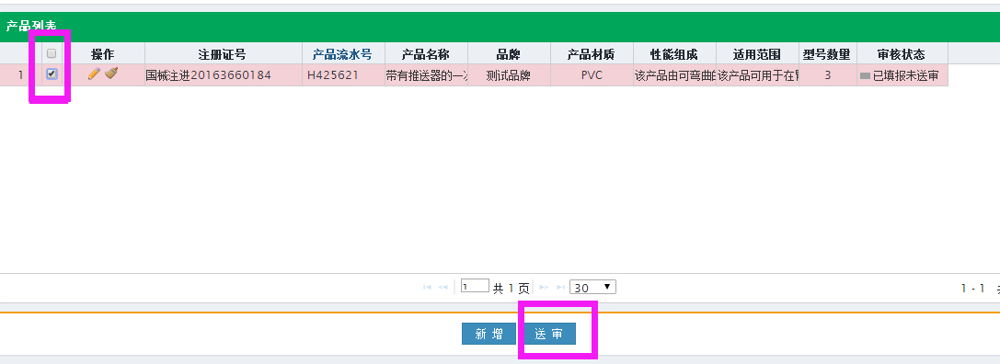 产品列表
操作 注册证号 产品流水号 产品名称 品牌 产品材质 性能组成 适用范围 型号数量 审核状态
1 国械注进20163660184 H425621 带有推送器的一次 测试品牌 PVC 该产品由可弯曲的 该产品可用于在 3 已填报未送审
1 共 1 页 30 1 - 1
新 增 送 审